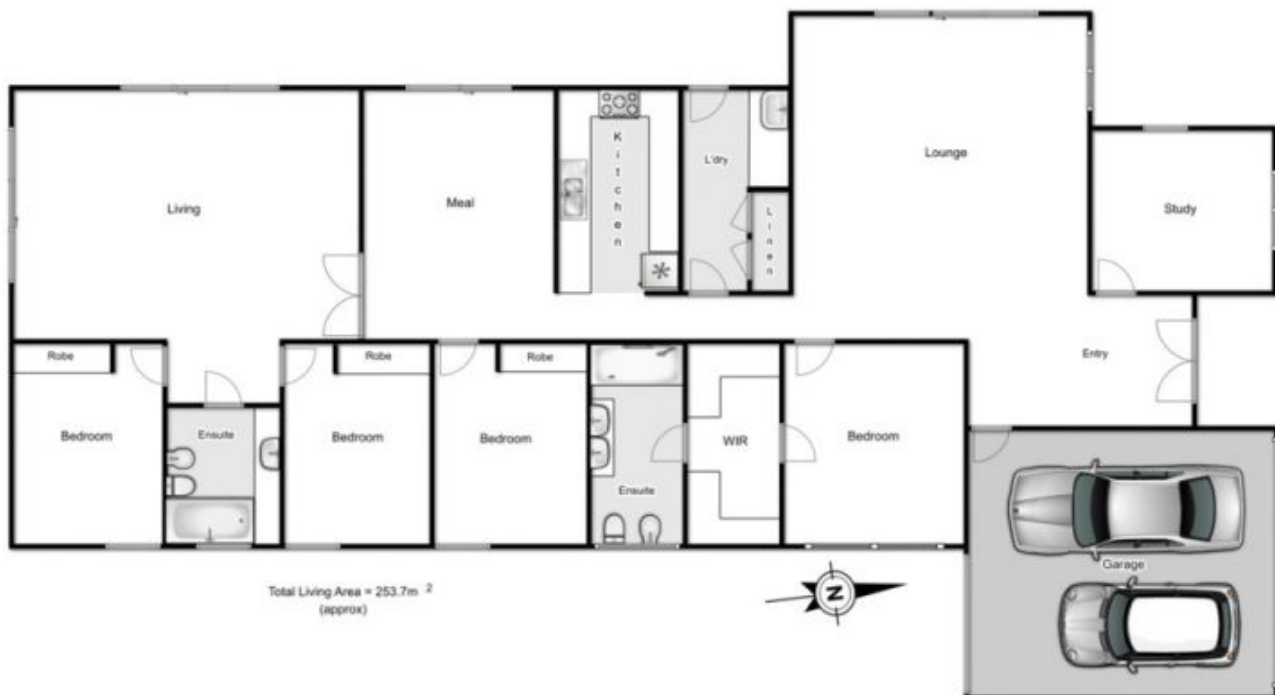 Lounge
Kitchen
L'dry
Living
Meal
Linen
Study
Robe
Robe
Robe
Entry
Bedroom
Ensuite
Bedroom
Bedroom
WIR
Bedroom
Ensuite
Garage
Total Living Area = 253.7m 2
(approx)
N